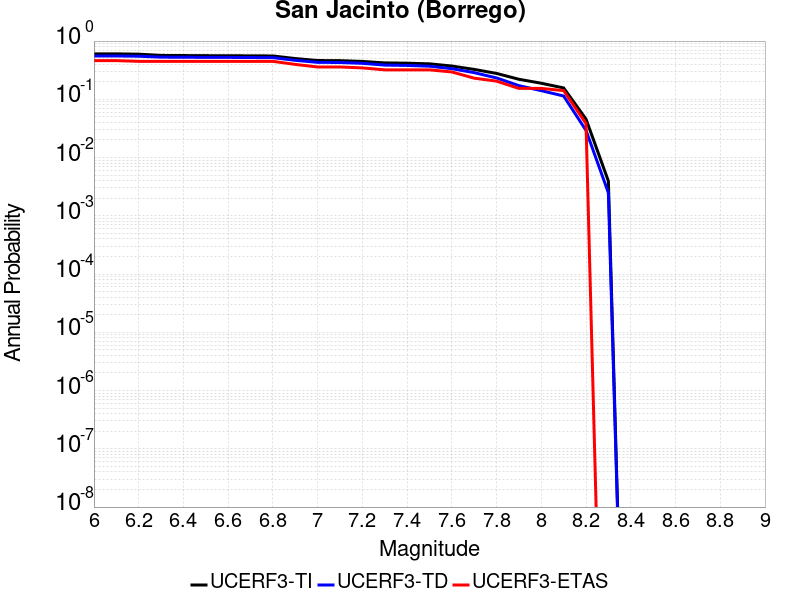 San Jacinto (Borrego)
10^0
10^-1
10^-2
10^-3
10^-4
10^-5
10^-6
10^-7
10^-8
Annual Probability
6 6.2 6.4 6.6 6.8 7 7.2 7.4 7.6 7.8 8 8.2 8.4 8.6 8.8 9
Magnitude
UCERF3-TI UCERF3-TD UCERF3-ETAS